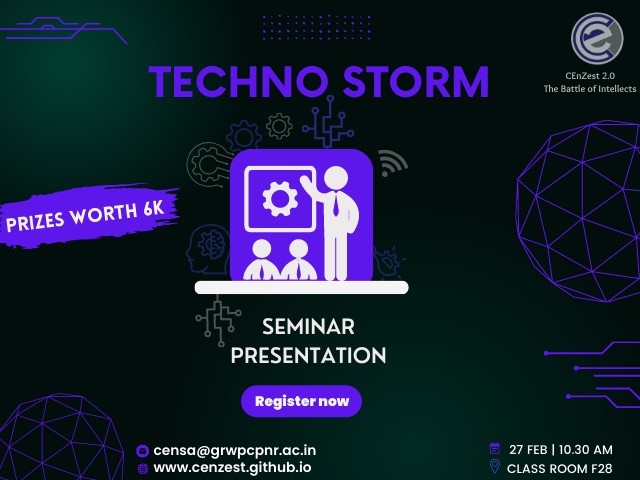 TECHNO STORM
CEnZest 2.0
The Battle of Intellects
PRIZES WORTH 6K
SEMINAR
PRESENTATION
Register now
censa@grwpcpnr.ac.in
www.cenzest.github.io
27 FEB | 10.30 AM
CLASS ROOM F28